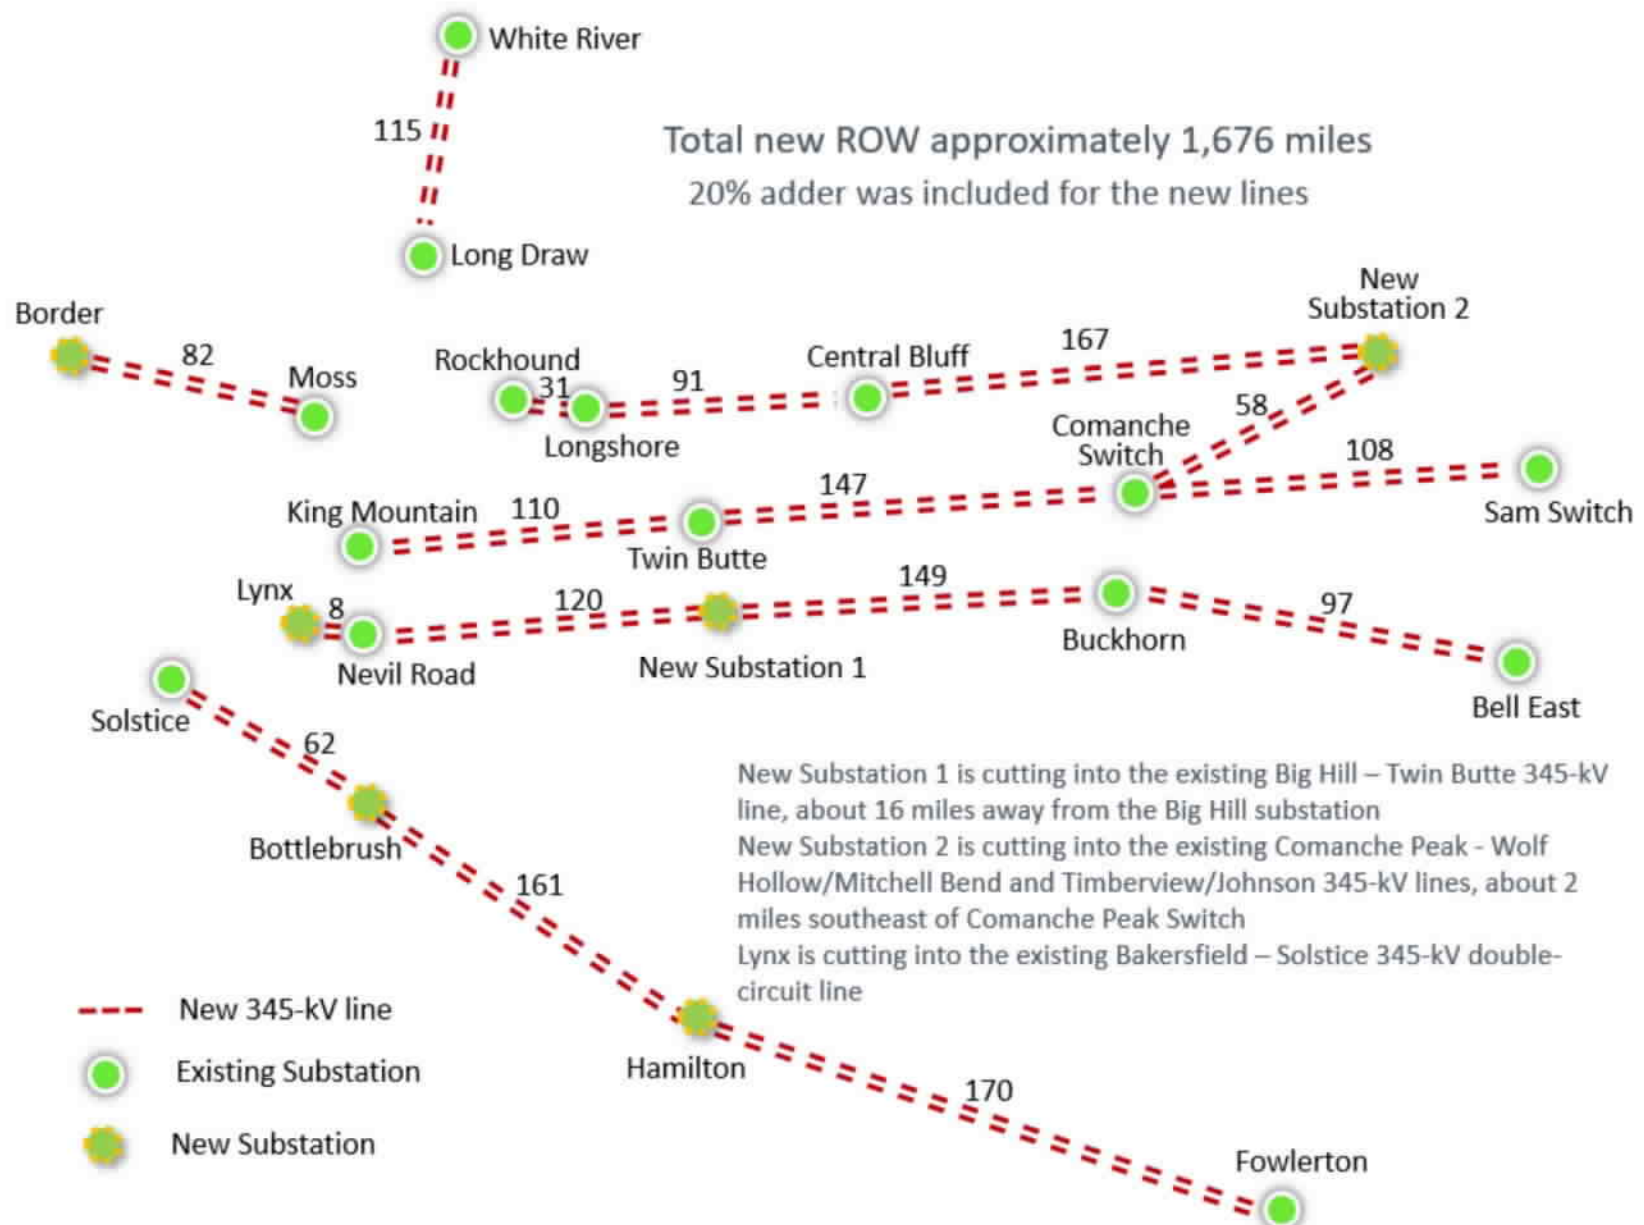 White River
115
Total new ROW approximately 1,676 miles
20% adder was included for the new lines
Long Draw
New
Substation 2
Border
82
Moss
Rockhound
31
Longshore
91
Central Bluff
167
58
Comanche
Switch
108
Sam Switch
King Mountain
110
Twin Butte
147
Lynx
8
Nevil Road
120
New Substation 1
149
Buckhorn
97
Bell East
Solstice
62
Bottlebrush
161
Hamilton
170
Fowlerton
New Substation 1 is cutting into the existing Big Hill – Twin Butte 345-kV
line, about 16 miles away from the Big Hill substation
New Substation 2 is cutting into the existing Comanche Peak - Wolf
Hollow/Mitchell Bend and Timberview/Johnson 345-kV lines, about 2
miles southeast of Comanche Peak Switch
Lynx is cutting into the existing Bakersfield – Solstice 345-kV double-
circuit line
New 345-kV line
Existing Substation
New Substation